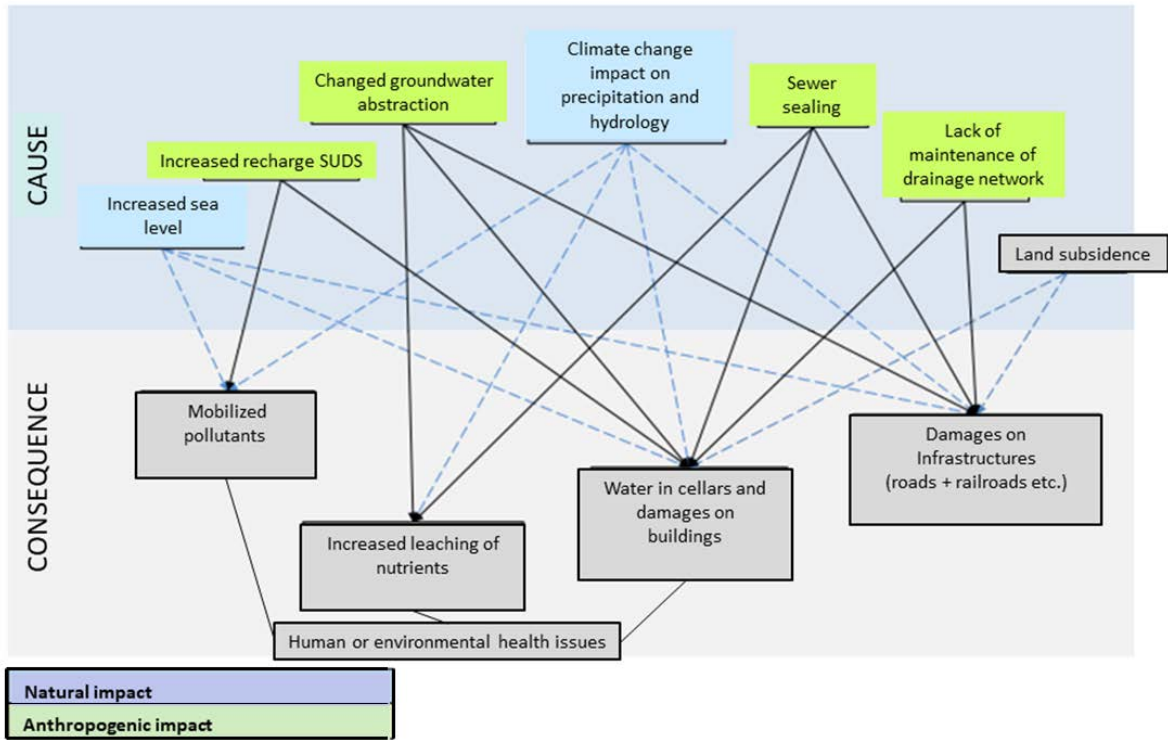 CAUSE
Climate change
impact on
precipitation and
hydrology
Changed groundwater
abstraction
Sewer
sealing
Lack of
maintenance of
drainage network
Increased recharge SUDS
Increased sea
level
Land subsidence
CONSEQUENCE
Mobilized
pollutants
Damages on
Infrastructures
(roads + railroads etc.)
Water in cellars and
damages on
buildings
Increased leaching of
nutrients
Human or environmental health issues
Natural impact
Anthropogenic impact